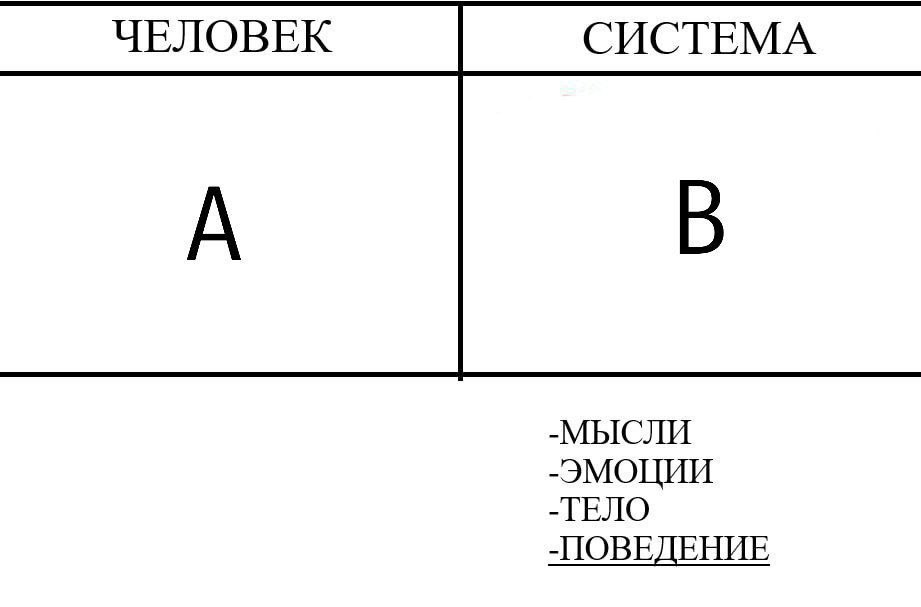 ЧЕЛОВЕК
СИСТЕМА
A
B
-МЫСЛИ
-ЭМОЦИИ
-ТЕЛО
-ПОВЕДЕНИЕ